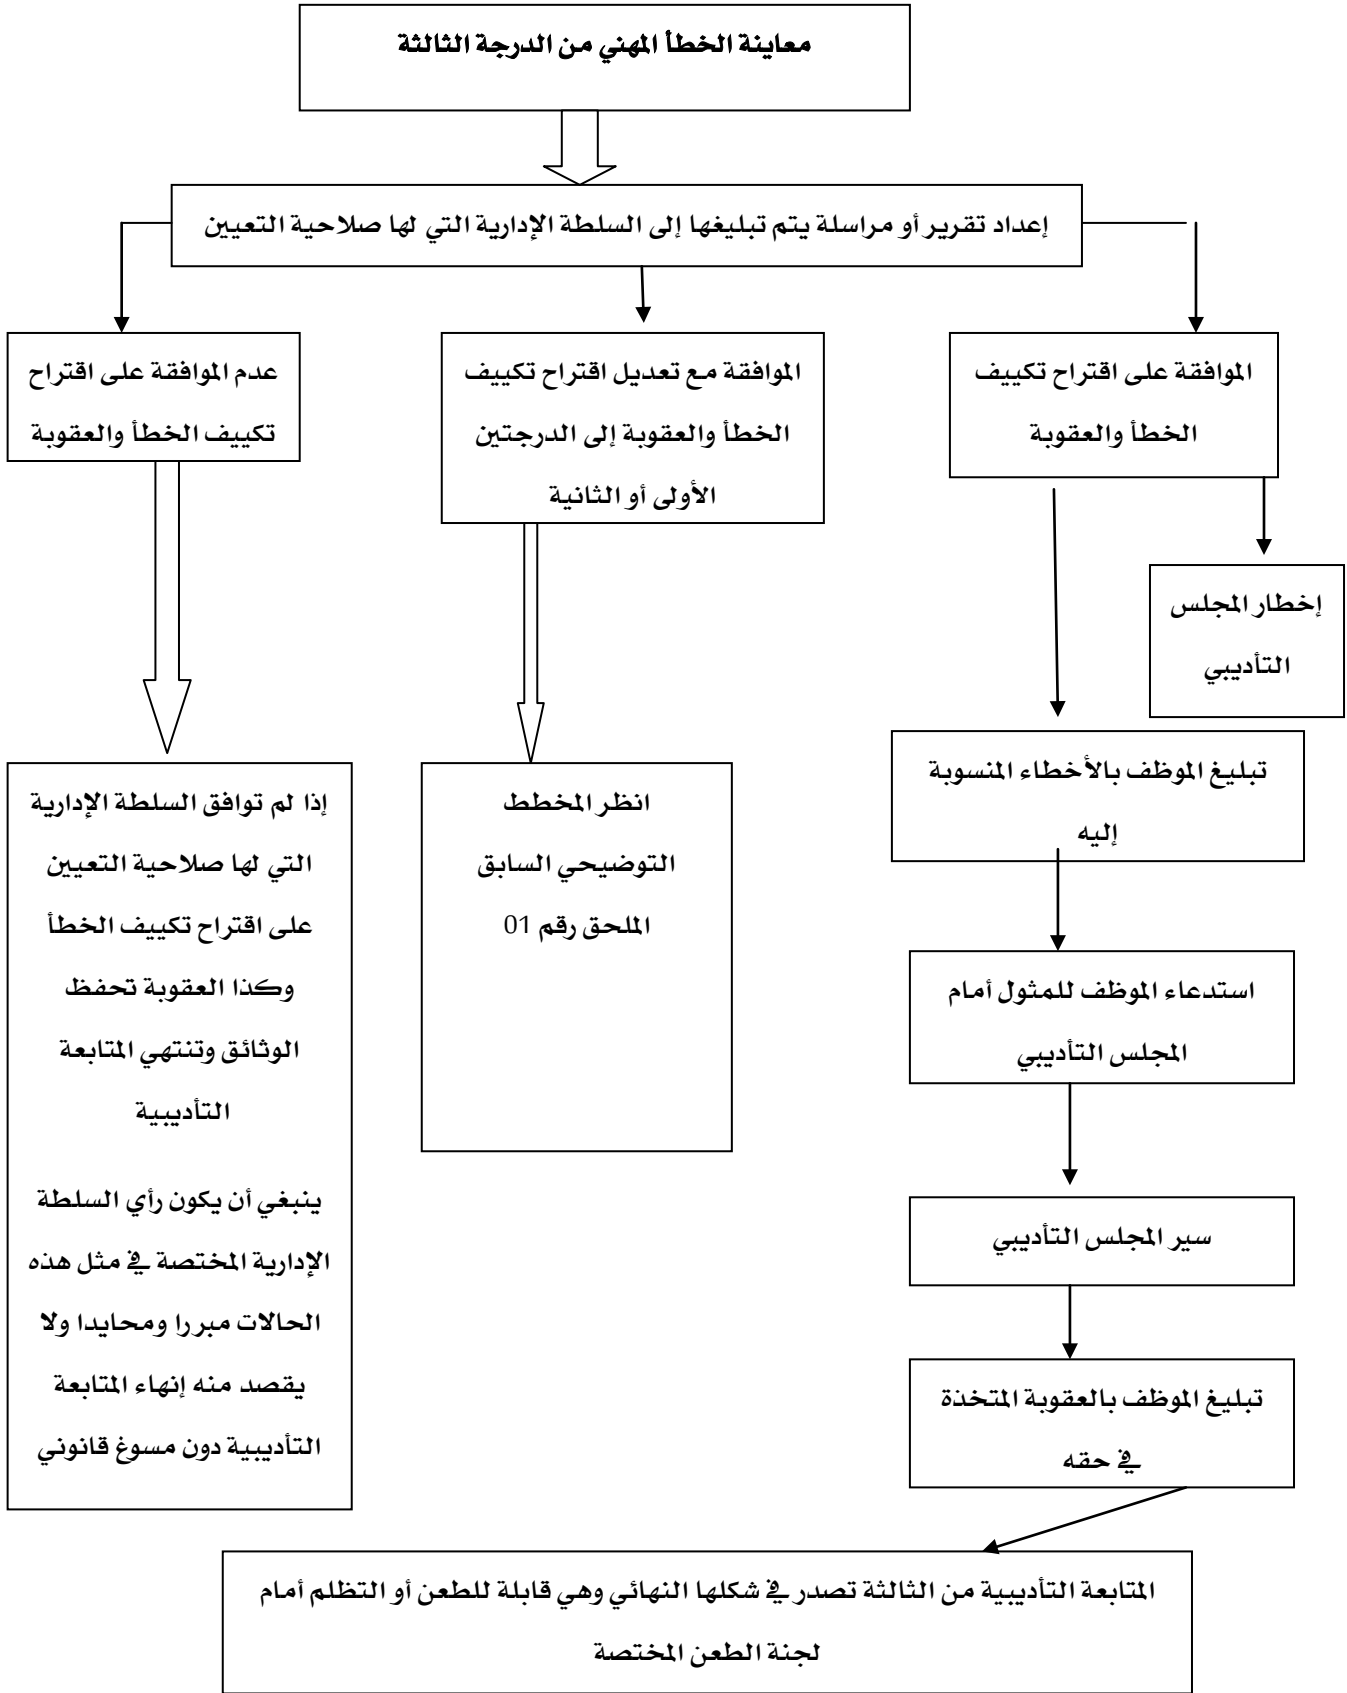 معاينة الخطأ المهني من الدرجة الثالثة
إعداد تقرير أو مراسلة يتم تبليغها إلى السلطة الإدارية التي لها صلاحية التعيين
الموافقة على اقتراح تكييف
الخطأ والعقوبة
الموافقة مع تعديل اقتراح تكييف
الخطأ والعقوبة إلى الدرجتين
الأولى أو الثانية
عدم الموافقة على اقتراح
تكييف الخطأ والعقوبة
إخطار المجلس
التأديبي
تبليغ الموظف بالأخطاء المنسوبة
إليه
استدعاء الموظف للمثول أمام
المجلس التأديبي
سير المجلس التأديبي
تبليغ الموظف بالعقوبة المتخذة
في حقه
انظر المخطط
التوضيحي السابق
الملحق رقم 01
إذا لم توافق السلطة الإدارية
التي لها صلاحية التعيين
على اقتراح تكييف الخطأ
وكذا العقوبة تحفظ
الوثائق وتنتهي المتابعة
التأديبية
ينبغي أن يكون رأي السلطة
الإدارية المختصة في مثل هذه
الحالات مبررا ومحايدا ولا
يقصد منه إنهاء المتابعة
التأديبية دون مسوغ قانوني
المتابعة التأديبية من الثالثة تصدر في شكلها النهائي وهي قابلة للطعن أو التظلم أمام
لجنة الطعن المختصة